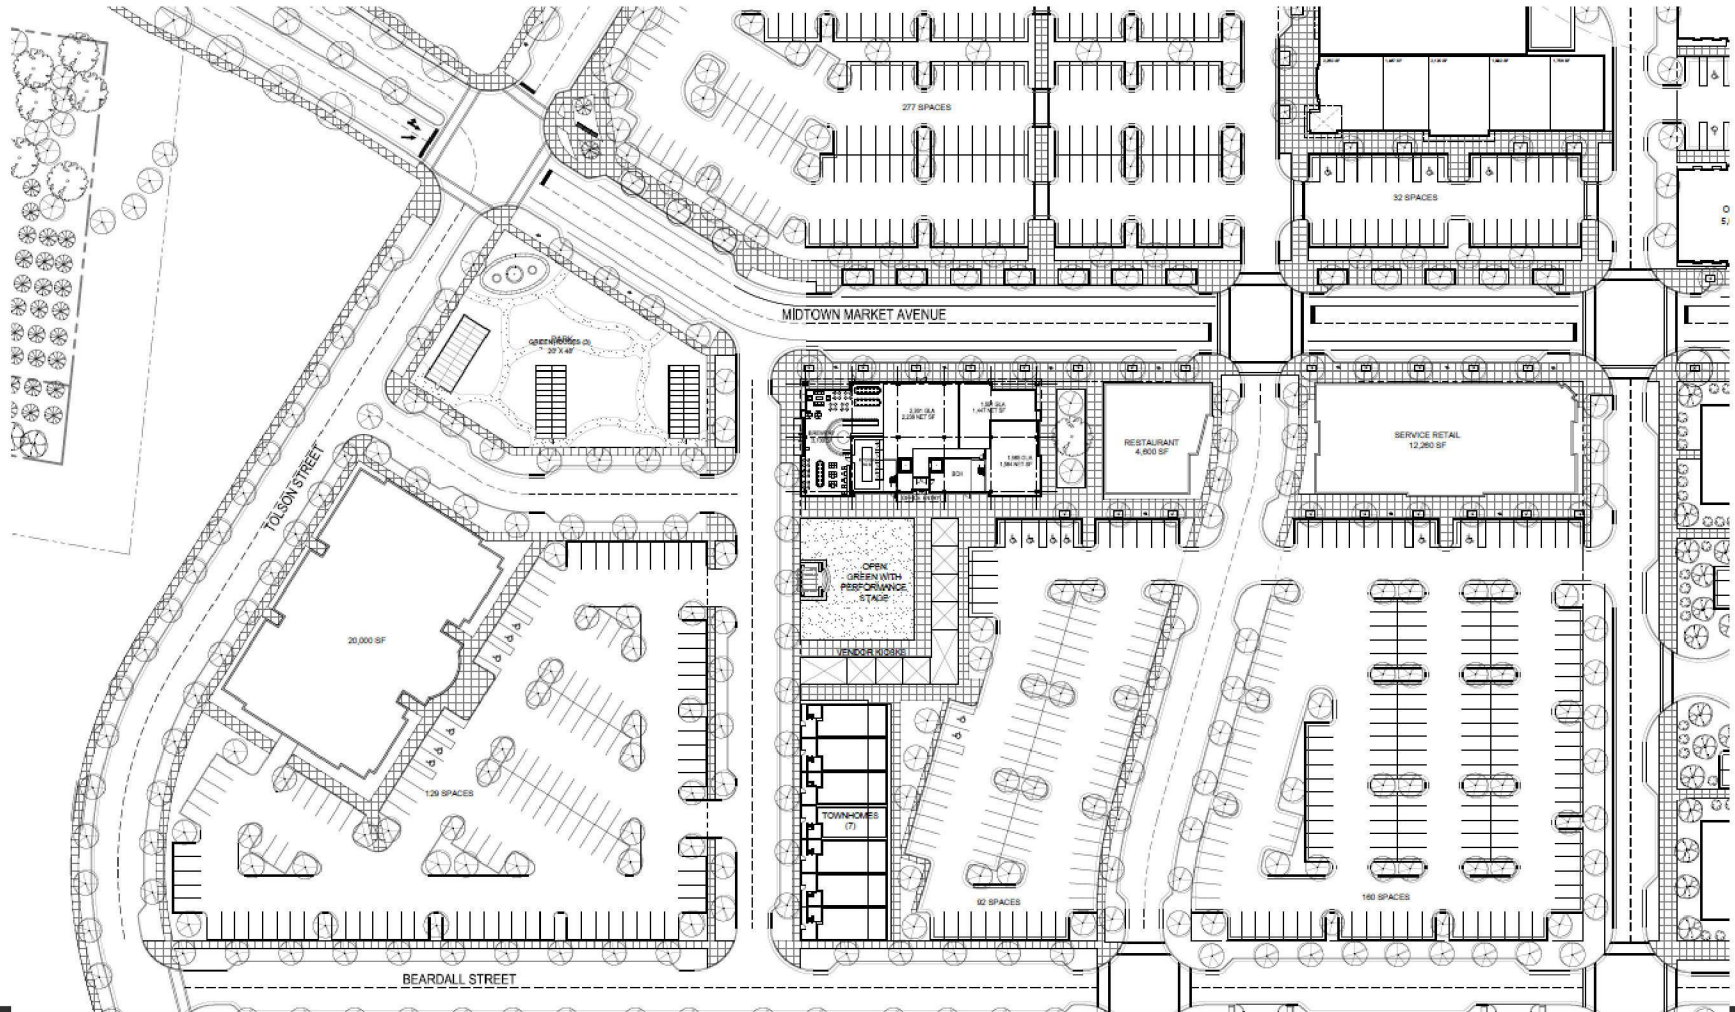 277 SPACES
32 SPACES
MIDTOWN MARKET AVENUE
PARK
GREENHOUSES (3)
20' X 48'
TOLSON STREET
RESTAURANT
4,600 SF
SERVICE RETAIL
12,260 SF
20,000 SF
OPEN
GREEN WITH
PERFORMANCE
STAGE
VENDOR KIOSKS
129 SPACES
TOWNHOMES
(7)
92 SPACES
160 SPACES
BEARDALL STREET